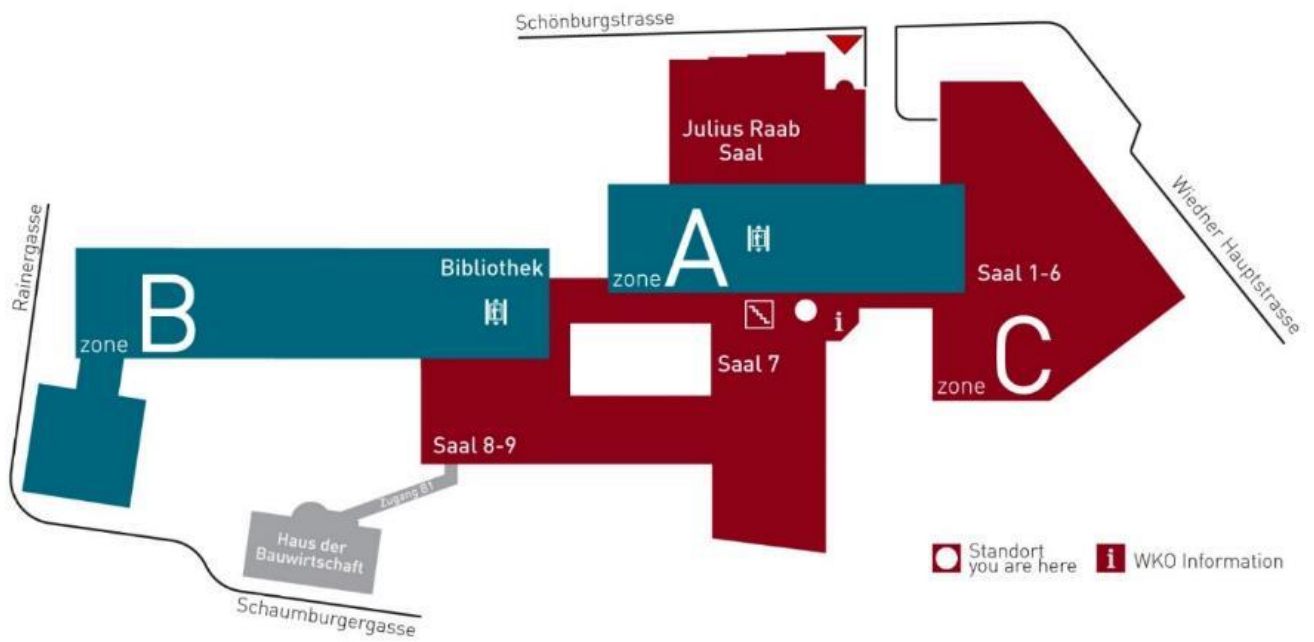 Schönburgstrasse
Julius Raab
Saal
Wiedner Hauptstrasse
Rainergasse
zone A
Bibliothek
zone B
Saal 1-6
i
Saal 7
zone C
Saal 8-9
Zugang B1
Haus der
Bauwirtschaft
Standort
you are here
i WKO Information
Schaumburgergasse